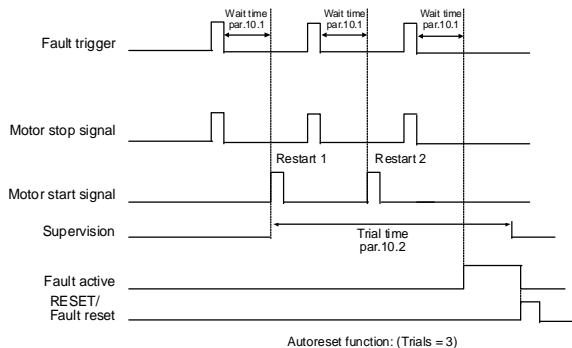 Wait time
par.10.1
Wait time
par.10.1
Wait time
par.10.1
Fault trigger
Motor stop signal
Restart 1
Restart 2
Motor start signal
Supervision
Trial time
par.10.2
Fault active
RESET/
Fault reset
Autoreset function: (Trials = 3)